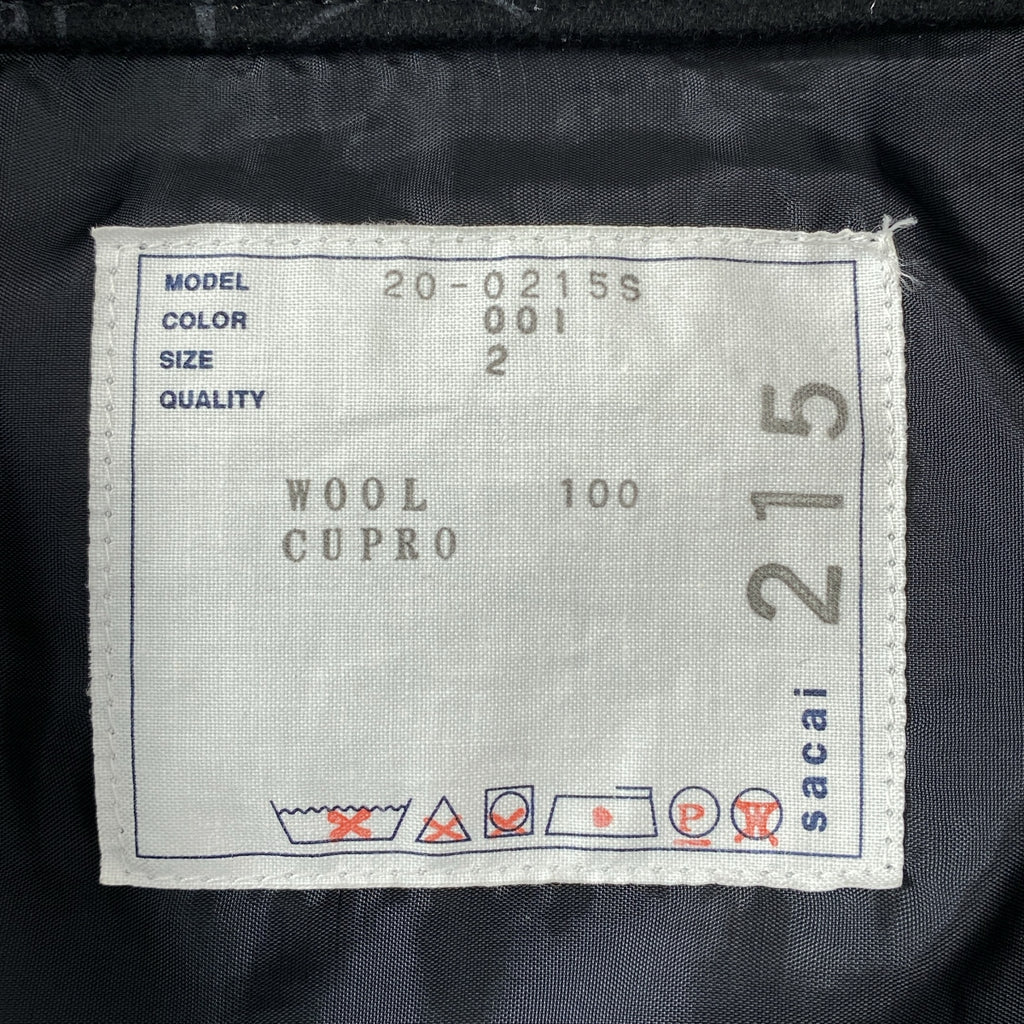 MODEL 20-0215S
COLOR 001
SIZE 2
QUALITY
WOOL 100
CUPRO
215
sacai
P
W